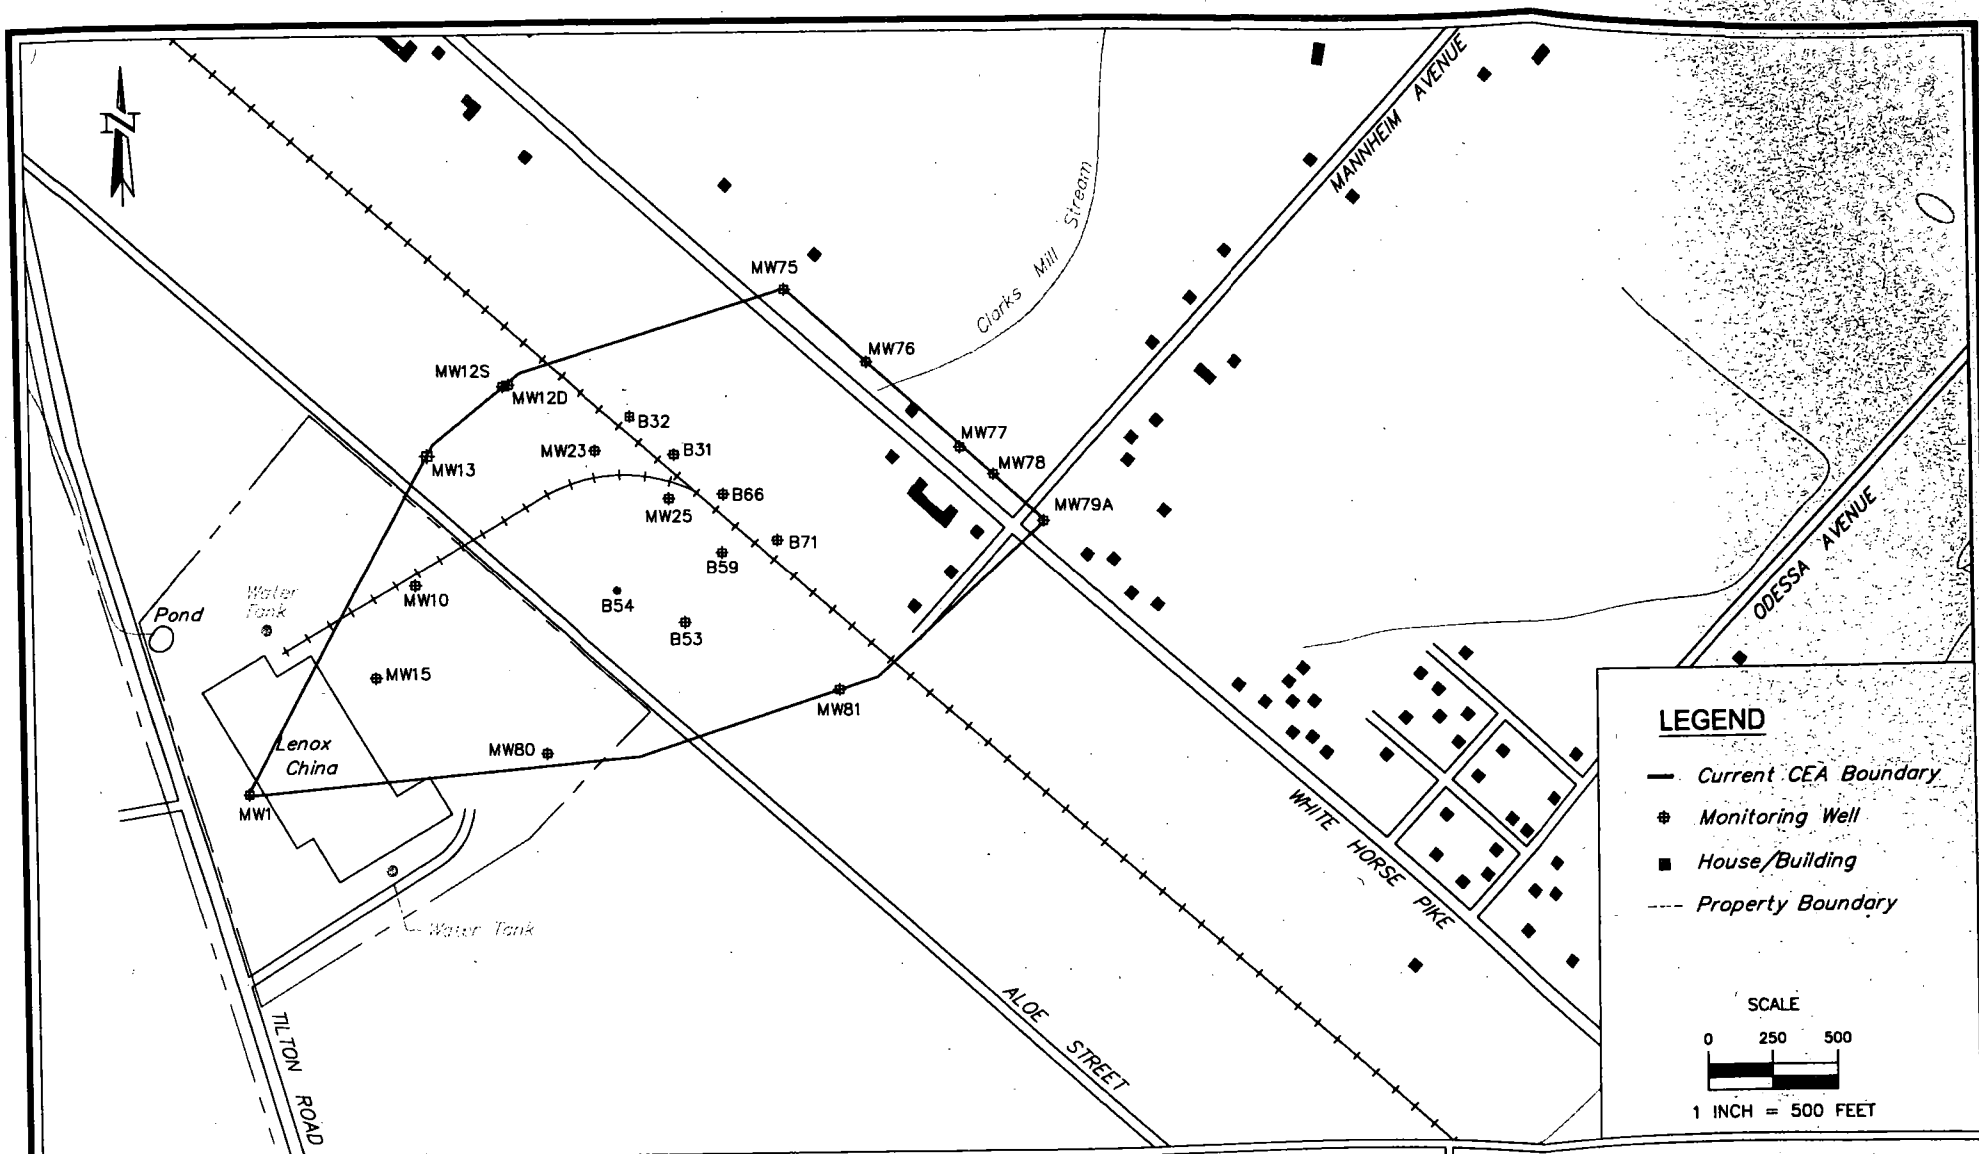 N
MANNHEIM AVENUE
Clarks Mill Stream
MW75
MW76
MW12S
MW12D
B32
MW23
B31
MW13
MW77
MW78
B66
MW25
MW79A
B71
B59
ODESSA AVENUE
MW10
B54
B53
Water
Tank
Pond
MW15
MW81
MW80
Lenox
China
MW1
WHITE HORSE PIKE
Water Tank
ALOE STREET
TILTON ROAD
LEGEND
Current CEA Boundary
Monitoring Well
House/Building
Property Boundary
SCALE
0 250 500
1 INCH = 500 FEET